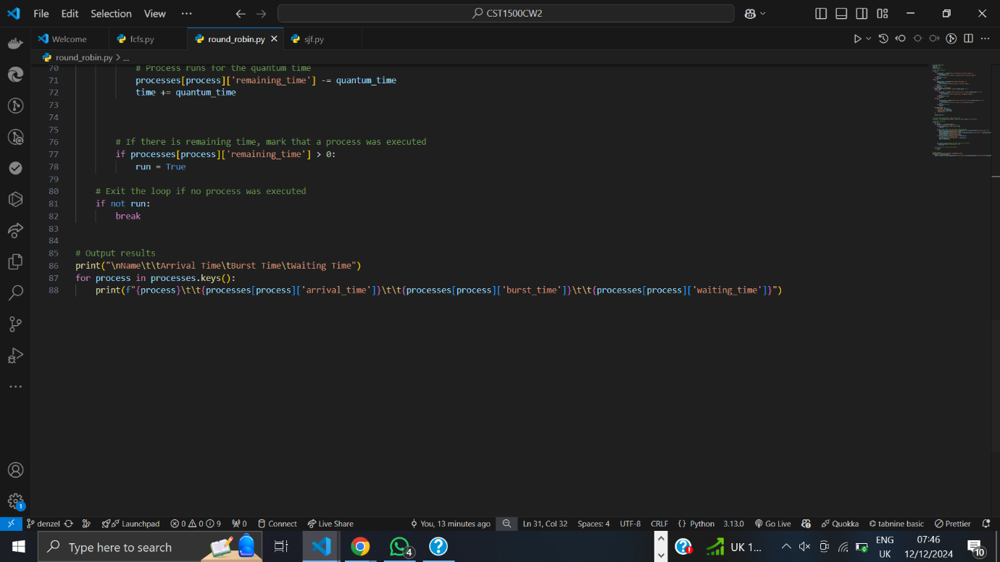 File Edit Selection View ··· CST1500CW2
Welcome fcfs.py round_robin.py sjf.py
round_robin.py > ...
70 # Process runs for the quantum time
71 processes[process]['remaining_time'] -= quantum_time
72 time += quantum_time
73
74
75
76 # If there is remaining time, mark that a process was executed
77 if processes[process]['remaining_time'] > 0:
78 run = True
79
80 # Exit the loop if no process was executed
81 if not run:
82 break
83
84
85 # Output results
86 print("\nName\t\tArrival Time\tBurst Time\tWaiting Time")
87 for process in processes.keys():
88 print(f"{process}\t\t{processes[process]['arrival_time']}\t\t{processes[process]['burst_time']}\t\t{processes[process]['waiting_time']}")
1
denzel Launchpad 0 0 9 0 Connect Live Share You, 13 minutes ago Ln 31, Col 32 Spaces: 4 UTF-8 CRLF {} Python 3.13.0 Go Live Quokka tabnine basic Prettier
Type here to search 4 UK 1... ENG 07:46
UK 12/12/2024 10